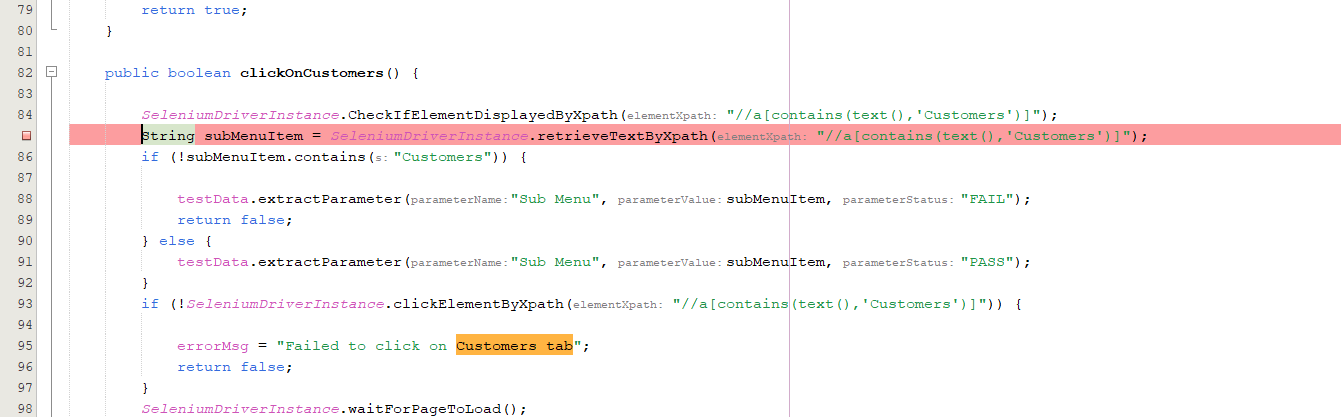 79 return true;
80 }
81
82 public boolean clickOnCustomers() {
83
84 SeleniumDriverInstance.CheckIfElementDisplayedByXpath(elementXpath: "//a[contains(text(),'Customers')]");
String subMenuItem = SeleniumDriverInstance.retrieveTextByXpath(elementXpath: "//a[contains(text(),'Customers')]");
86 if (!subMenuItem.contains(s: "Customers")) {
87
88 testData.extractParameter(parameterName: "Sub Menu", parameterValue: subMenuItem, parameterStatus: "FAIL");
89 return false;
90 } else {
91 testData.extractParameter(parameterName: "Sub Menu", parameterValue: subMenuItem, parameterStatus: "PASS");
92 }
93 if (!SeleniumDriverInstance.clickElementByXpath(elementXpath: "//a[contains(text(),'Customers')]")) {
94
95 errorMsg = "Failed to click on Customers tab";
96 return false;
97 }
98 SeleniumDriverInstance.waitForPageToLoad();